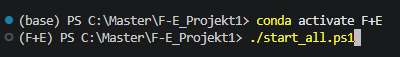 (base) PS C:\Master\F-E_Projekt1> conda activate F+E
(F+E) PS C:\Master\F-E_Projekt1> ./start_all.ps1